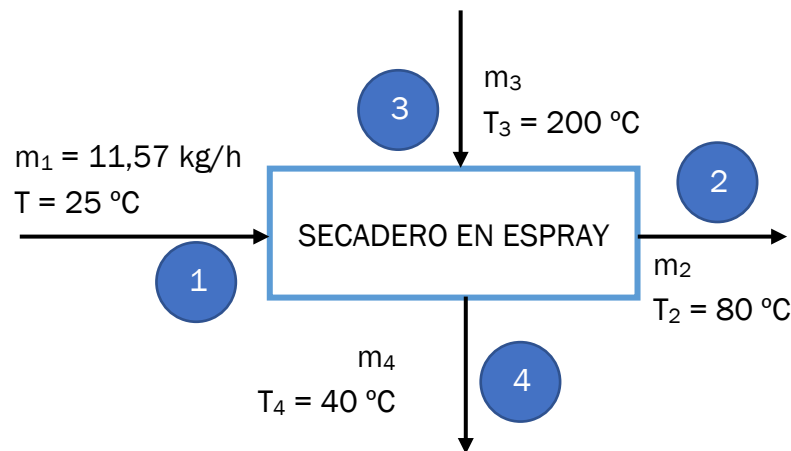 m₃
3
T₃ = 200 ºC
m₁ = 11,57 kg/h
T = 25 ºC
2
SECADERO EN ESPRAY
1
m₂
T₂ = 80 ºC
m₄
T₄ = 40 ºC
4